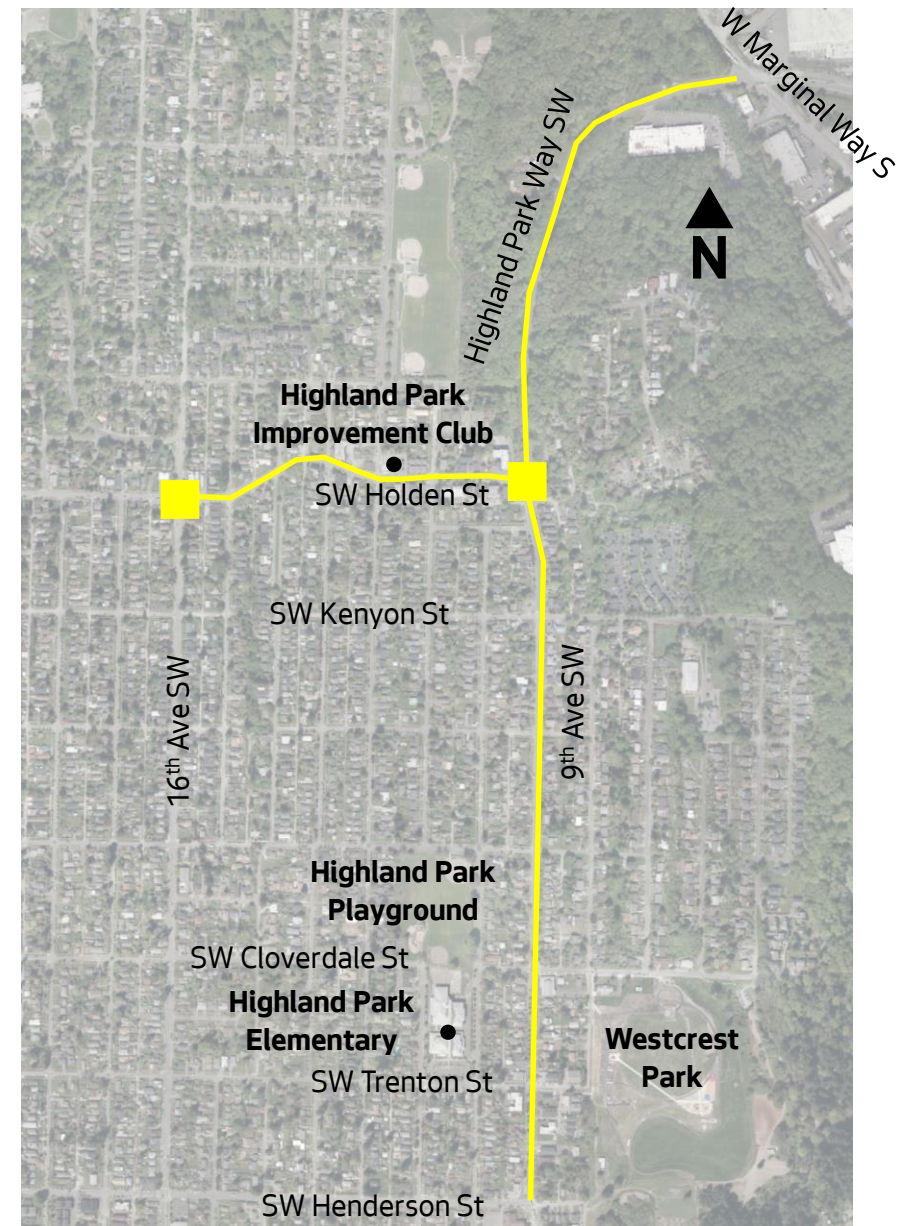 W Marginal Way S
Highland Park Way SW
N
Highland Park
Improvement Club
SW Holden St
SW Kenyon St
16th Ave SW
9th Ave SW
Highland Park
Playground
SW Cloverdale St
Highland Park
Elementary
Westcrest
Park
SW Trenton St
SW Henderson St